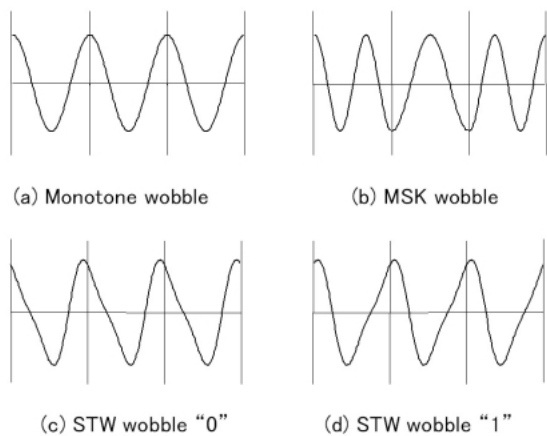 (a) Monotone wobble
(b) MSK wobble
(c) STW wobble “0”
(d) STW wobble “1”